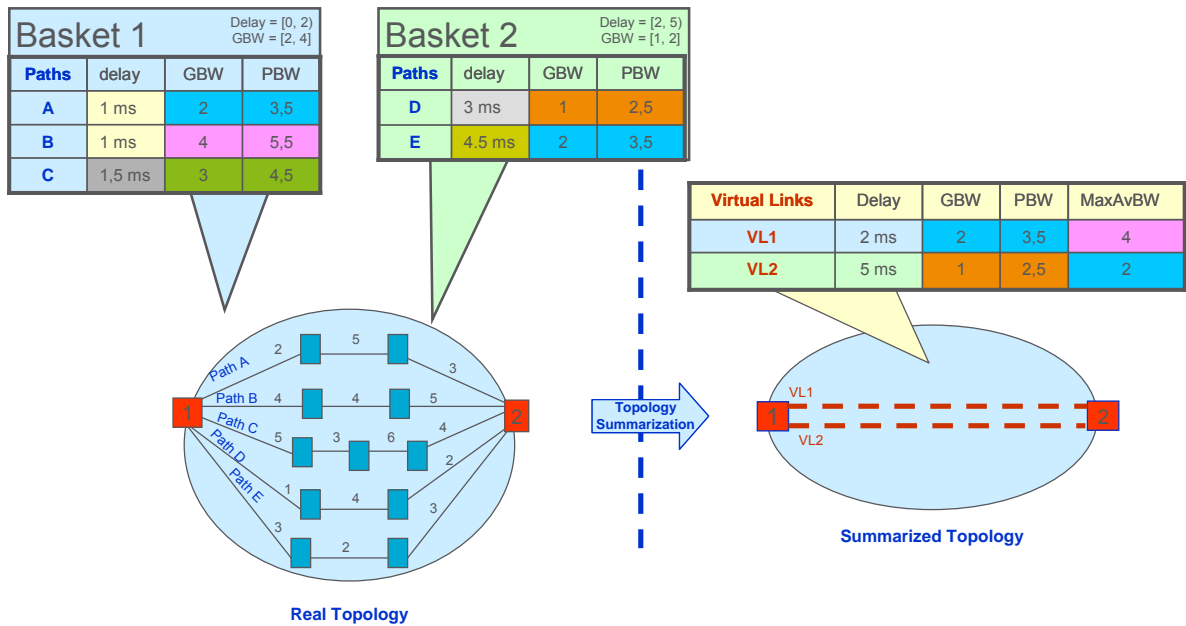 Basket 1
Delay = [0, 2)
GBW = [2, 4]
Paths delay GBW PBW
A 1 ms 2 3,5
B 1 ms 4 5,5
C 1,5 ms 3 4,5
Basket 2
Delay = [2, 5)
GBW = [1, 2]
Paths delay GBW PBW
D 3 ms 1 2,5
E 4.5 ms 2 3,5
Virtual Links Delay GBW PBW MaxAvBW
VL1 2 ms 2 3,5 4
VL2 5 ms 1 2,5 2
1
2
Path A 2 5 3
Path B 4 4 5
Path C 5 3 6 4
Path D 1 4 2
Path E 3 2 3
Real Topology
Topology
Summarization
1
2
VL1
VL2
Summarized Topology